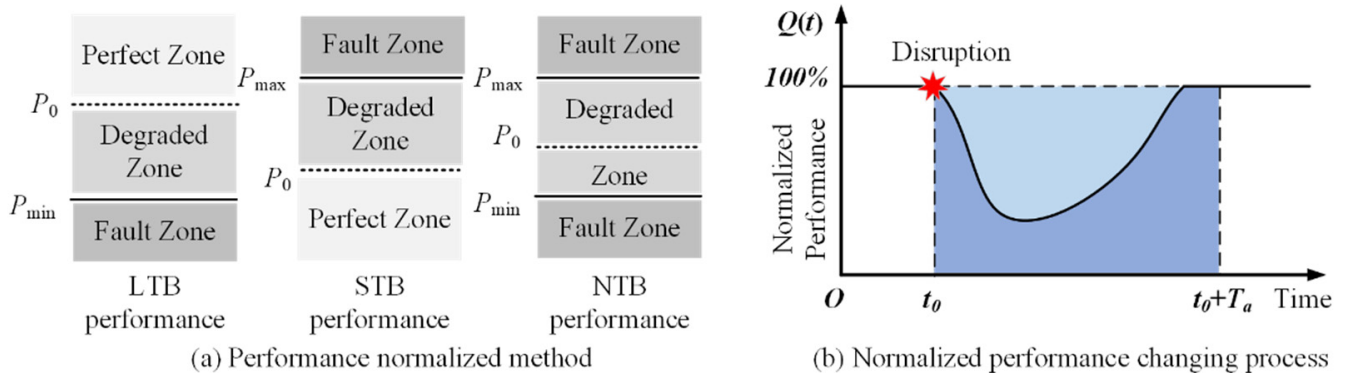 Perfect Zone
P0
Degraded
Zone
Pmin
Fault Zone
LTB
performance
Fault Zone
Pmax
Degraded
Zone
P0
Perfect Zone
STB
performance
Fault Zone
Pmax
Degraded
P0
Zone
Pmin
Fault Zone
NTB
performance
(a) Performance normalized method
Q(t)
Disruption
100%
Normalized
Performance
O
t0
t0+Ta
Time
(b) Normalized performance changing process